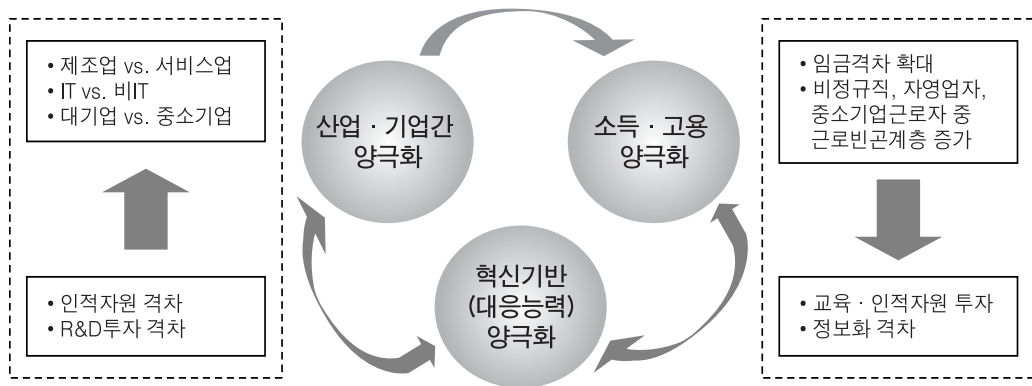 • 제조업 vs. 서비스업
• IT vs. 비IT
• 대기업 vs. 중소기업
• 인적자원 격차
• R&D투자 격차
산업 · 기업간
양극화
소득 · 고용
양극화
혁신기반
(대응능력)
양극화
• 임금격차 확대
• 비정규직, 자영업자,
중소기업근로자 중
근로빈곤계층 증가
• 교육 · 인적자원 투자
• 정보화 격차